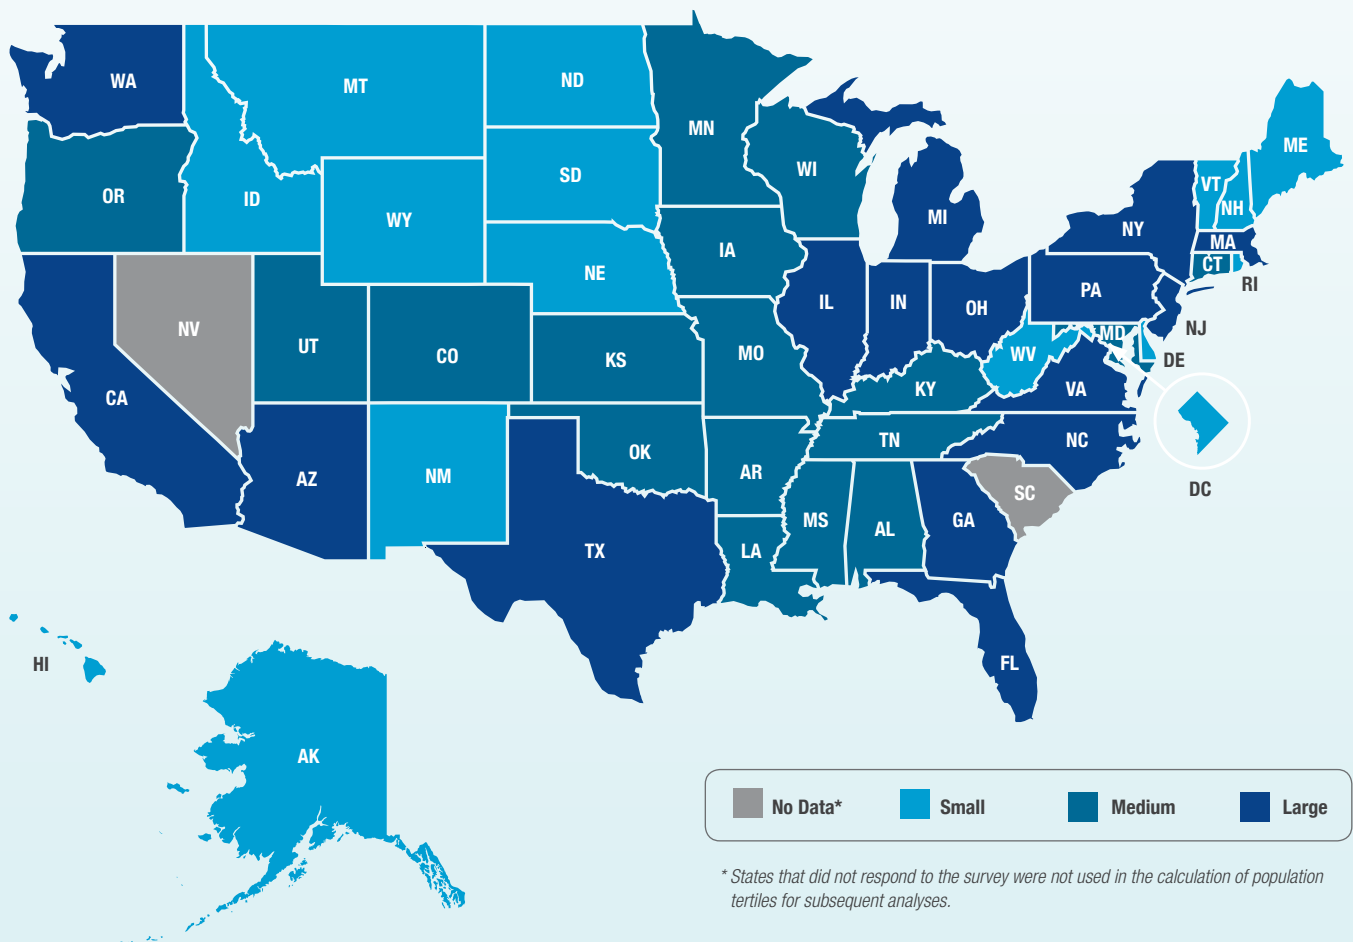 WA
MT
ND
MN
ME
OR
ID
SD
WI
VT
NH
WY
MI
NY
MA
IA
CT
RI
NE
PA
IL
IN
OH
NJ
NV
UT
CO
KS
MO
WV
MD
DE
KY
VA
CA
TN
NC
OK
AZ
NM
AR
DC
SC
MS
AL
GA
TX
LA
FL
HI
AK
No Data*
Small
Medium
Large
* States that did not respond to the survey were not used in the calculation of population
tertiles for subsequent analyses.